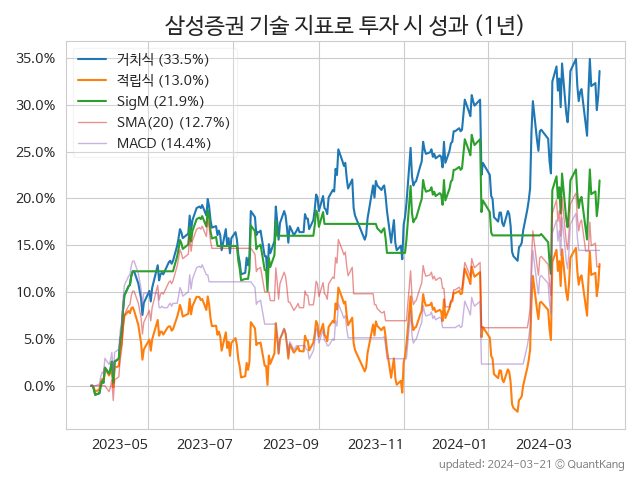 삼성증권 기술 지표로 투자 시 성과 (1년)
35.0%
30.0%
25.0%
20.0%
15.0%
10.0%
5.0%
0.0%
거치식 (33.5%)
적립식 (13.0%)
SigM (21.9%)
SMA(20) (12.7%)
MACD (14.4%)
2023-05 2023-07 2023-09 2023-11 2024-01 2024-03
updated: 2024-03-21 © QuantKang